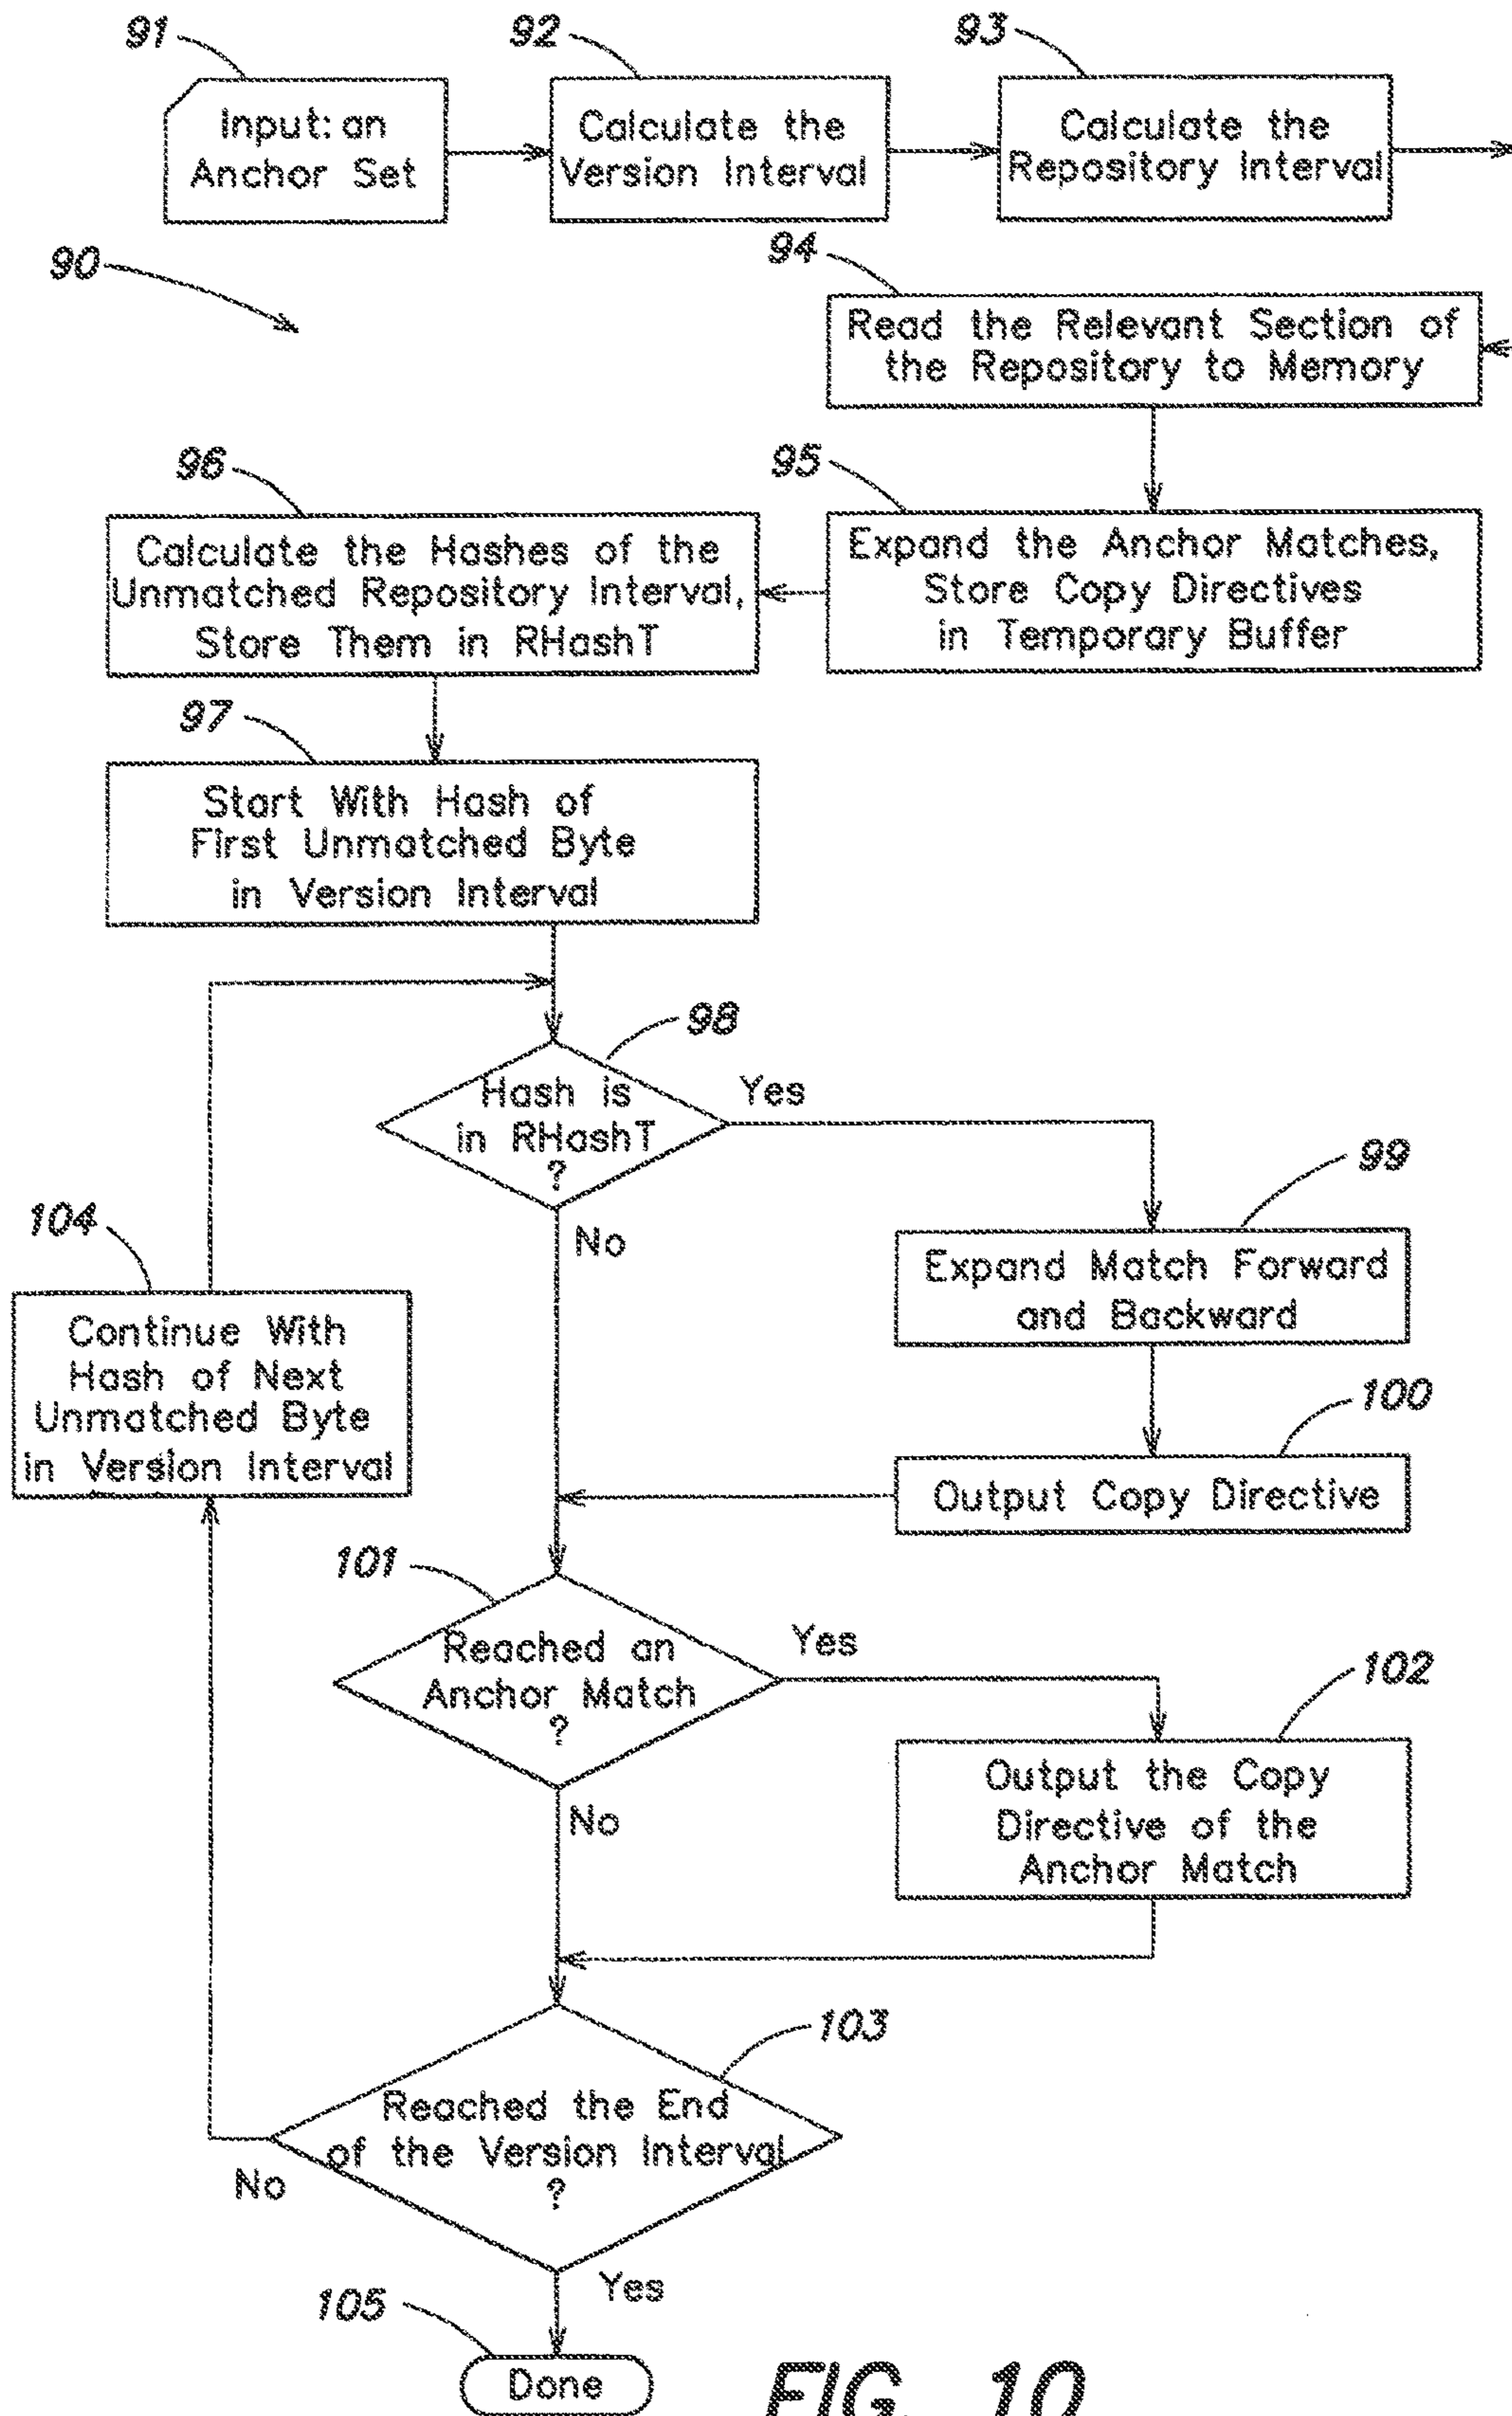 91
Input: an
Anchor Set
92
Calculate the
Version Interval
93
Calculate the
Repository Interval
90
94
Read the Relevant Section of
the Repository to Memory
95
Expand the Anchor Matches,
Store Copy Directives
in Temporary Buffer
96
Calculate the Hashes of the
Unmatched Repository Interval,
Store Them in RHashT
97
Start With Hash of
First Unmatched Byte
in Version Interval
98
Hash is
in RHashT
?
Yes
No
99
Expand Match Forward
and Backward
100
Output Copy Directive
104
Continue With
Hash of Next
Unmatched Byte
in Version Interval
101
Reached an
Anchor Match
?
Yes
No
102
Output the Copy
Directive of the
Anchor Match
103
Reached the End
of the Version Interval
?
No
Yes
105
Done
FIG. 10